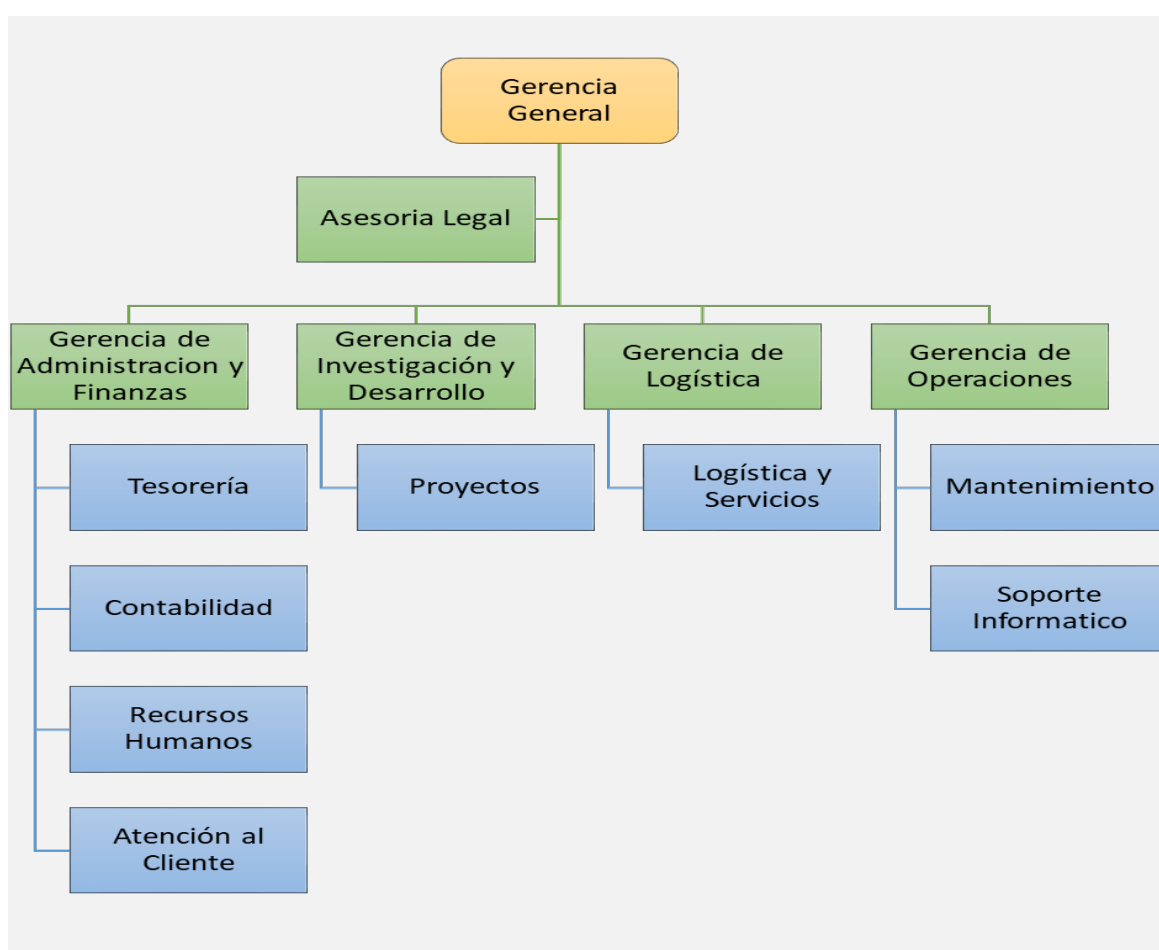 Gerencia
General
Asesoria Legal
Gerencia de
Administracion y
Finanzas
Gerencia de
Investigación y
Desarrollo
Gerencia de
Logística
Gerencia de
Operaciones
Tesorería
Proyectos
Logística y
Servicios
Mantenimiento
Contabilidad
Soporte
Informatico
Recursos
Humanos
Atención al
Cliente